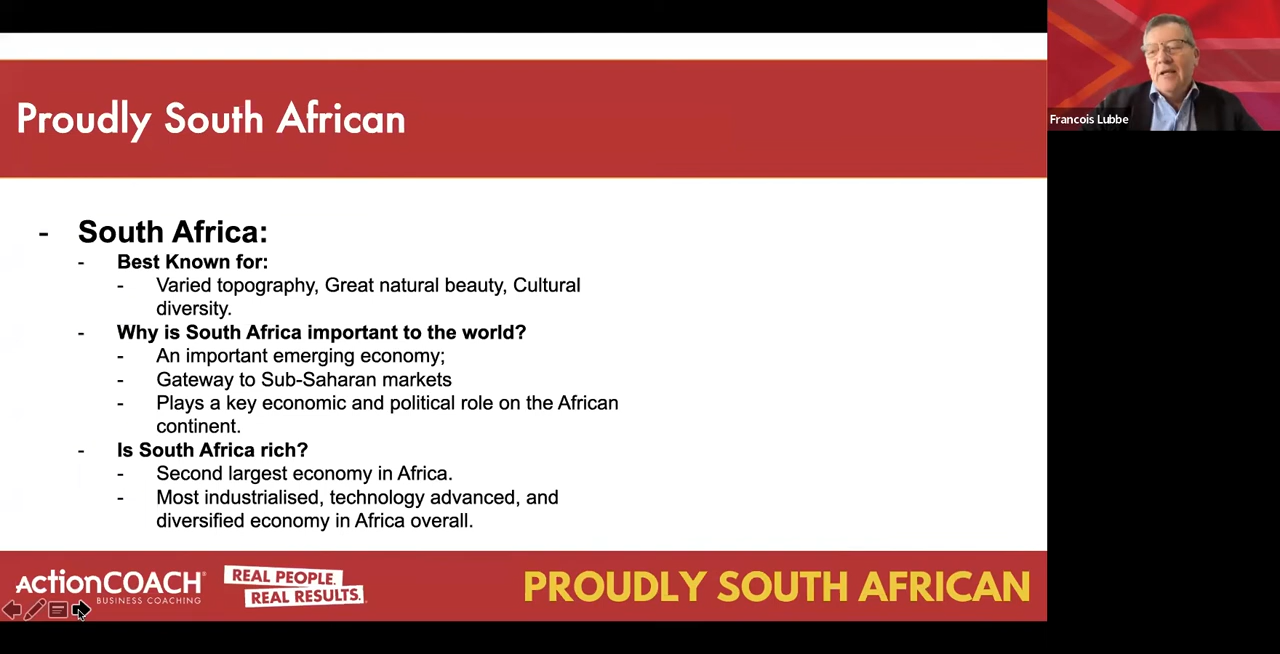 Proudly South African
Francois Lubbe
- South Africa:
- Best Known for:
- Varied topography, Great natural beauty, Cultural
diversity.
- Why is South Africa important to the world?
- An important emerging economy;
- Gateway to Sub-Saharan markets
- Plays a key economic and political role on the African
continent.
- Is South Africa rich?
- Second largest economy in Africa.
- Most industrialised, technology advanced, and
diversified economy in Africa overall.
ActionCOACH®
BUSINESS COACHING
REAL PEOPLE.
REAL RESULTS.
PROUDLY SOUTH AFRICAN